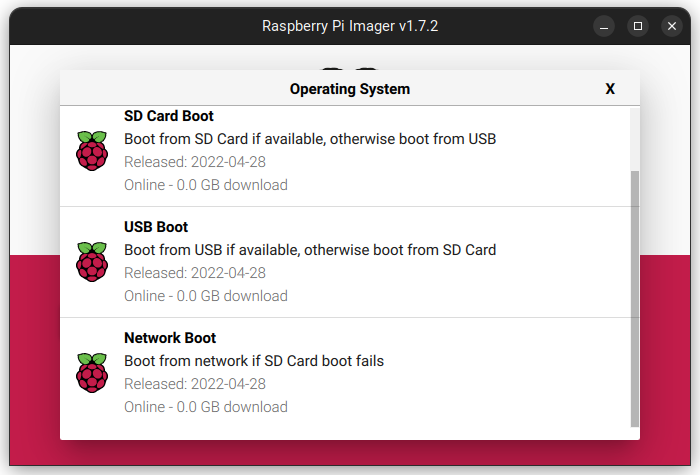 Raspberry Pi Imager v1.7.2
Operating System
X
SD Card Boot
Boot from SD Card if available, otherwise boot from USB
Released: 2022-04-28
Online - 0.0 GB download
USB Boot
Boot from USB if available, otherwise boot from SD Card
Released: 2022-04-28
Online - 0.0 GB download
Network Boot
Boot from network if SD Card boot fails
Released: 2022-04-28
Online - 0.0 GB download